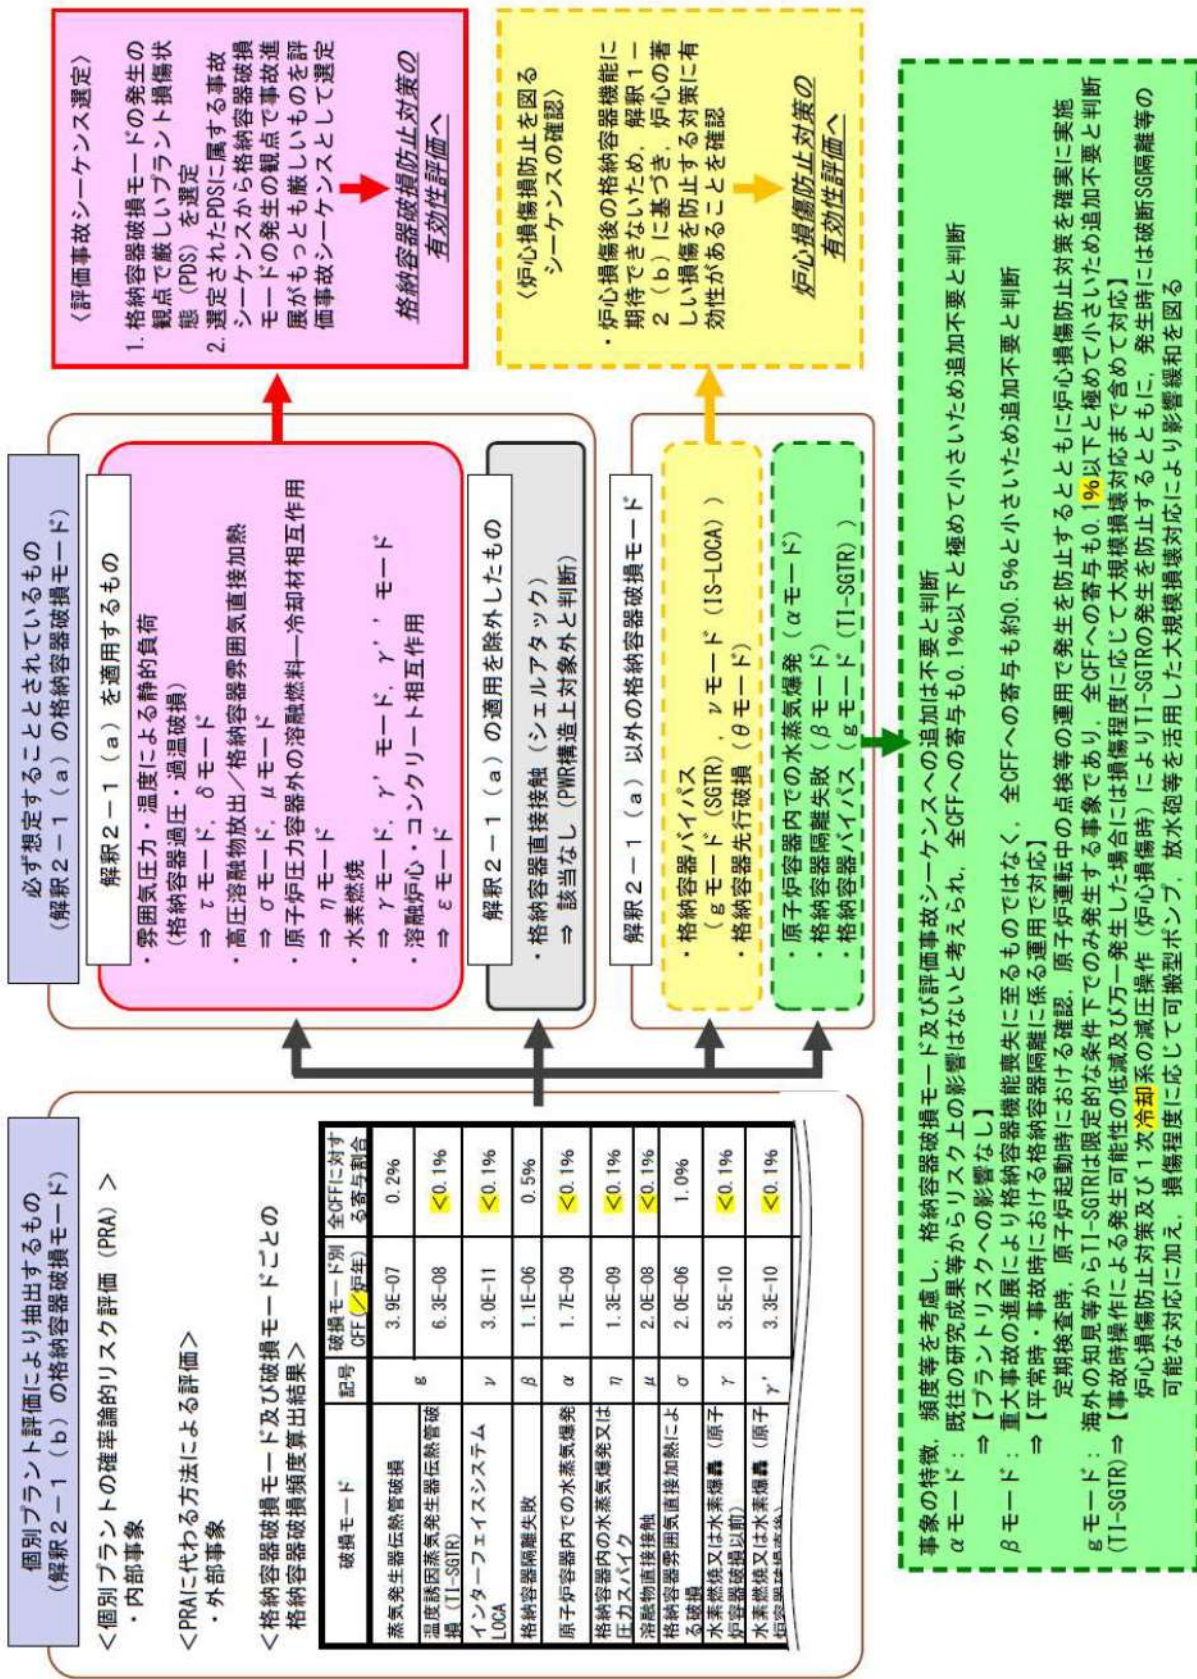 個別プラント評価により抽出するもの
(解釈2-1(b)の格納容器破損モード)
<個別プラントの確率論的リスク評価(PRA)>
・内部事象
<PRAに代わる方法による評価>
・外部事象
<格納容器破損モード及び破損モードごとの
格納容器破損頻度算出結果>
破損モード 記号 破損モード別CFF(/炉年) 全CFFに対する寄与割合
蒸気発生器伝熱管破損 g 3.9E-07 0.2%
温度誘因蒸気発生器伝熱管破損(TI-SGTR) 6.3E-08 <0.1%
インターフェイスシステムLOCA ν 3.0E-11 <0.1%
格納容器隔離失敗 β 1.1E-06 0.5%
原子炉容器内での水蒸気爆発 α 1.7E-09 <0.1%
格納容器内の水蒸気爆発又は圧力スパイク η 1.3E-09 <0.1%
溶融物直接接触 μ 2.0E-08 <0.1%
格納容器雰囲気直接加熱による破損 σ 2.0E-06 1.0%
水素燃焼又は水素爆轟(原子炉容器破損以前) γ 3.5E-10 <0.1%
水素燃焼又は水素爆轟(原子炉容器破損直後) γ' 3.3E-10 <0.1%
必ず想定することとされているもの
(解釈2-1(a)の格納容器破損モード)
解釈2-1(a)を適用するもの
・雰囲気圧力・温度による静的負荷
(格納容器過圧・過温破損)
⇒ τモード,δモード
・高圧溶融物放出/格納容器雰囲気直接加熱
⇒ σモード,μモード
・原子炉圧力容器外の溶融燃料―冷却材相互作用
⇒ ηモード
・水素燃焼
⇒ γモード,γ'モード,γ''モード
・溶融炉心・コンクリート相互作用
⇒ εモード
解釈2-1(a)の適用を除外したもの
・格納容器直接接触(シェルアタック)
⇒ 該当なし(PWR構造上対象外と判断)
解釈2-1(a)以外の格納容器破損モード
・格納容器バイパス
(gモード(SGTR),νモード(IS-LOCA))
・格納容器先行破損(θモード)
・原子炉容器内での水蒸気爆発(αモード)
・格納容器隔離失敗(βモード)
・格納容器バイパス(gモード(TI-SGTR))
〈評価事故シーケンス選定〉
1. 格納容器破損モードの発生の
観点で厳しいプラント損傷状
態(PDS)を選定
2. 選定されたPDSに属する事故
シーケンスから格納容器破損
モードの発生の観点で事故進
展がもっとも厳しいものを評
価事故シーケンスとして選定
格納容器破損防止対策の
有効性評価へ
〈炉心損傷防止を図る
シーケンスの確認〉
・炉心損傷後の格納容器機能に
期待できないため,解釈1-
2(b)に基づき,炉心の著
しい損傷を防止する対策に有
効性があることを確認
炉心損傷防止対策の
有効性評価へ
事象の特徴,頻度等を考慮し,格納容器破損モード及び評価事故シーケンスへの追加は不要と判断
αモード: 既往の研究成果等からリスク上の影響はないと考えられ,全CFFへの寄与も0.1%以下と極めて小さいため追加不要と判断
⇒【プラントリスクへの影響なし】
βモード: 重大事故の進展により格納容器機能喪失に至るものではなく,全CFFへの寄与も約0.5%と小さいため追加不要と判断
⇒【平常時・事故時における格納容器隔離に係る運用で対応】
定期検査時,原子炉起動時における確認,原子炉運転中の点検等の運用で発生を防止するとともに炉心損傷防止対策を確実に実施
gモード: 海外の知見等からTI-SGTRは限定的な条件下でのみ発生する事象であり,全CFFへの寄与も0.1%以下と極めて小さいため追加不要と判断
(TI-SGTR)⇒【事故時操作による発生可能性の低減及び万一発生した場合には損傷程度に応じて大規模損壊対応まで含めて対応】
炉心損傷防止対策及び1次冷却系の減圧操作(炉心損傷時)によりTI-SGTRの発生を防止するとともに,発生時には破断SG隔離等の
可能な対応に加え,損傷程度に応じて可搬型ポンプ,放水砲等を活用した大規模損壊対応により影響緩和を図る